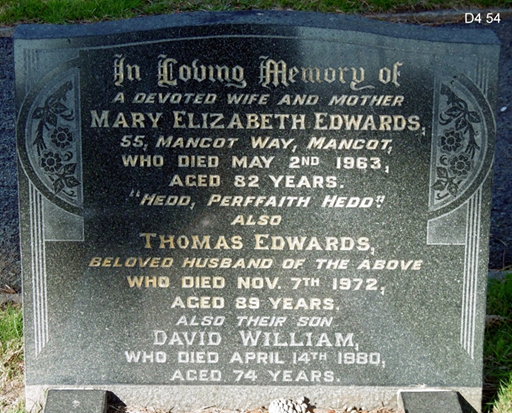 D4 54
In Loving Memory of
A DEVOTED WIFE AND MOTHER
MARY ELIZABETH EDWARDS,
55, MANCOT WAY, MANCOT,
WHO DIED MAY 2ND 1963,
AGED 82 YEARS.
"HEDD, PERFFAITH HEDD".
ALSO
THOMAS EDWARDS,
BELOVED HUSBAND OF THE ABOVE
WHO DIED NOV. 7TH 1972,
AGED 89 YEARS.
ALSO THEIR SON
DAVID WILLIAM,
WHO DIED APRIL 14TH 1980,
AGED 74 YEARS.